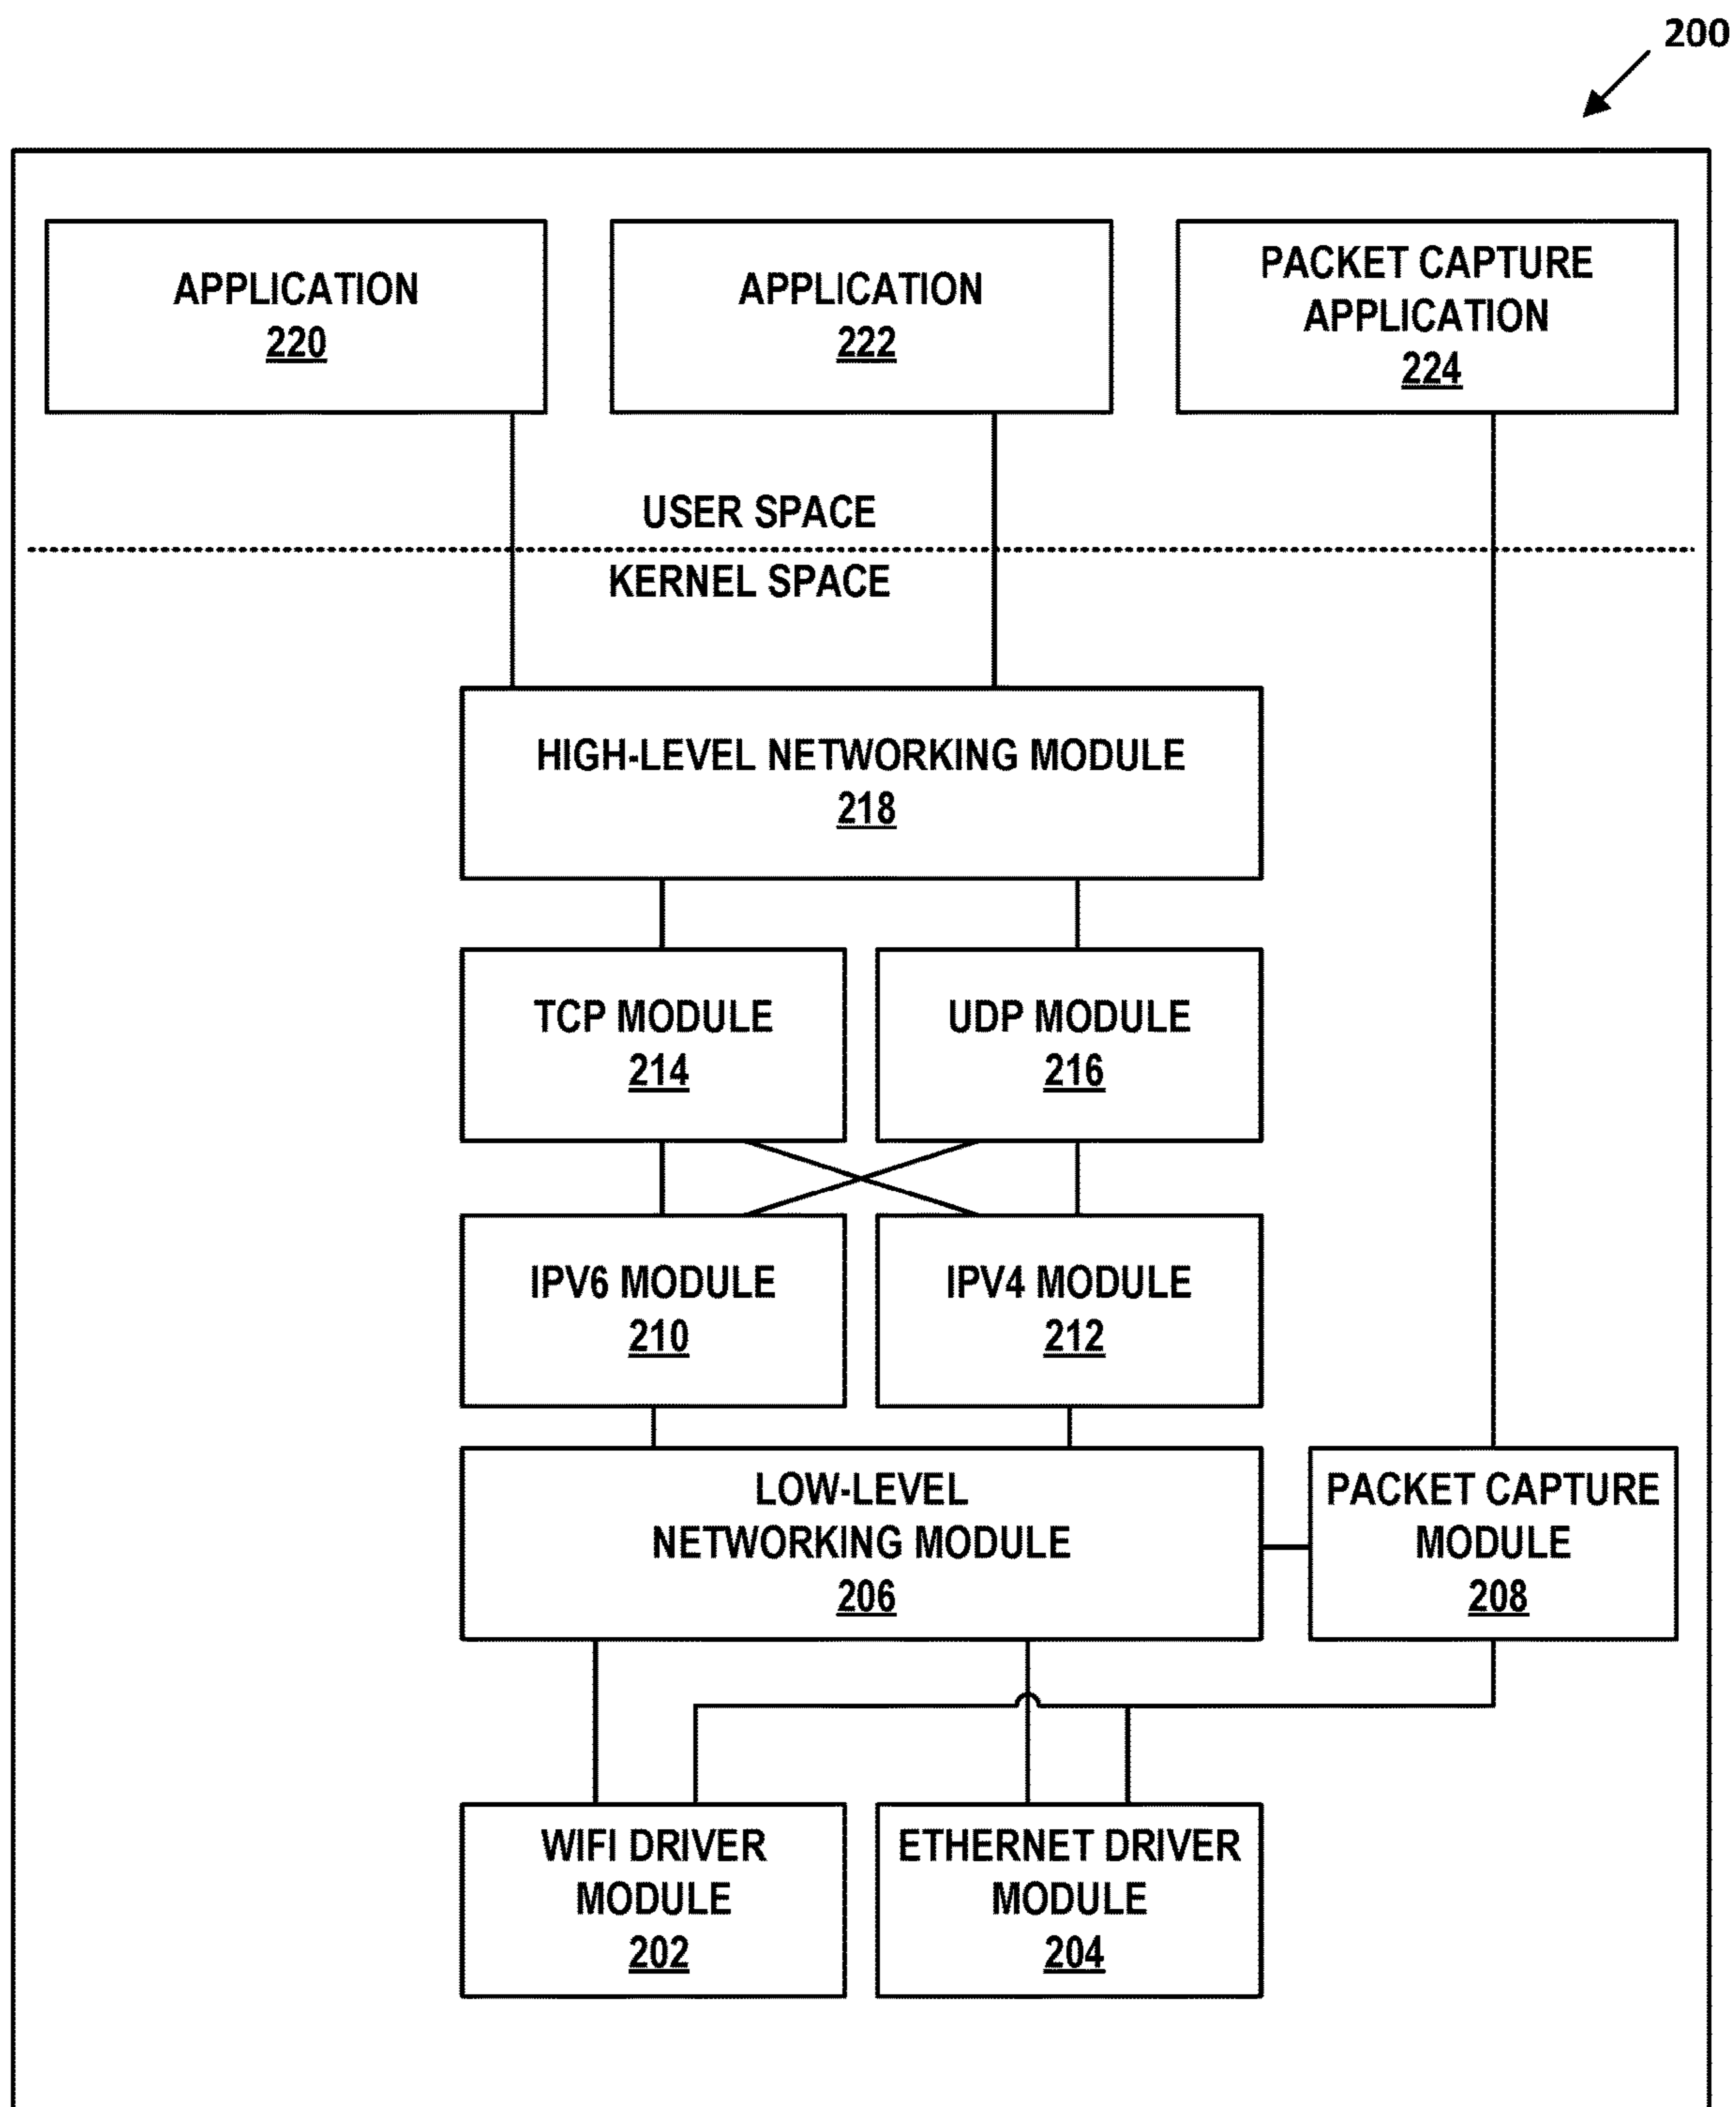 200
APPLICATION
220
APPLICATION
222
PACKET CAPTURE
APPLICATION
224
USER SPACE
KERNEL SPACE
HIGH-LEVEL NETWORKING MODULE
218
TCP MODULE
214
UDP MODULE
216
IPV6 MODULE
210
IPV4 MODULE
212
LOW-LEVEL
NETWORKING MODULE
206
PACKET CAPTURE
MODULE
208
WIFI DRIVER
MODULE
202
ETHERNET DRIVER
MODULE
204